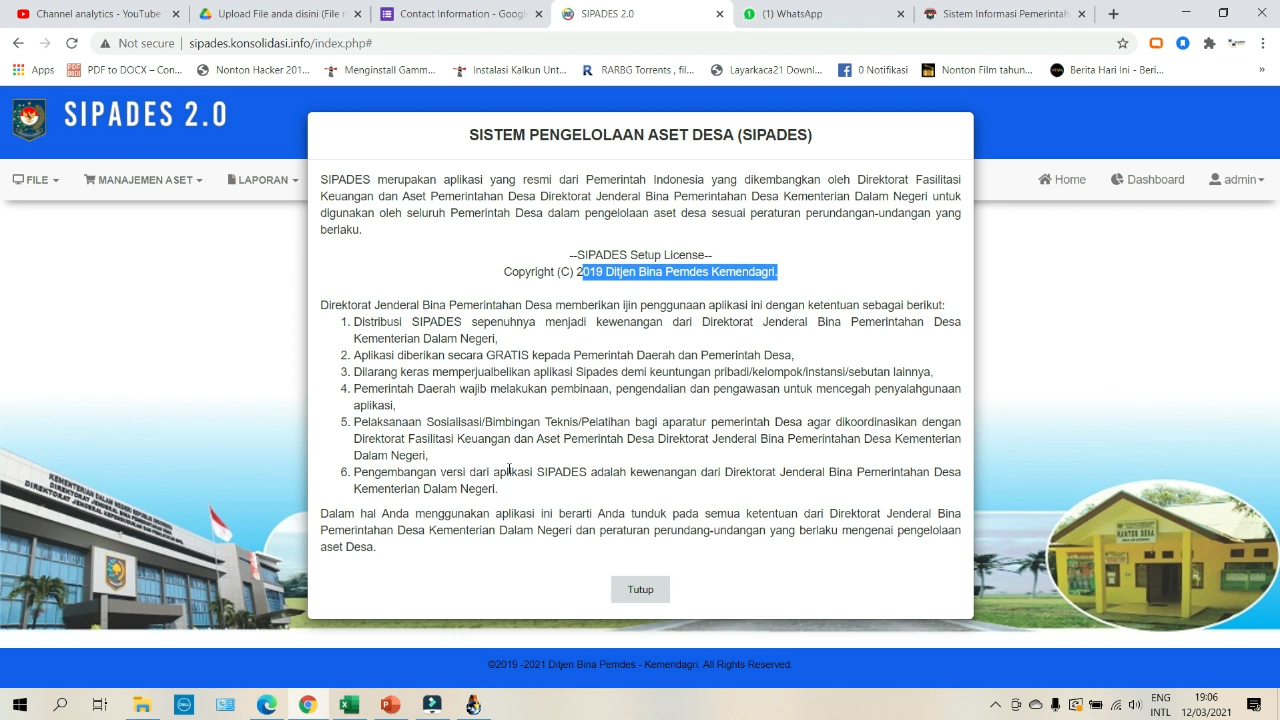 Channel analytics - YouTube
Upload File anda disini (File r
Contact Information - Googl
SIPADES 2.0
(1) WhatsApp
Sistem Informasi Pemerintah
Not secure | sipades.konsolidasi.info/index.php#
Apps
PDF to DOCX – Con...
Nonton Hacker 201...
Menginstall Gamm...
Instalasi Kalkun Unt...
RARBG Torrents , fil...
Layarkaca21 Downl...
0 Notifikasi
Nonton Film tahun...
Berita Hari Ini - Beri...
»
SIPADES 2.0
FILE
MANAJEMEN ASET
LAPORAN
Home
Dashboard
admin
SISTEM PENGELOLAAN ASET DESA (SIPADES)
SIPADES merupakan aplikasi yang resmi dari Pemerintah Indonesia yang dikembangkan oleh Direktorat Fasilitasi
Keuangan dan Aset Pemerintahan Desa Direktorat Jenderal Bina Pemerintahan Desa Kementerian Dalam Negeri untuk
digunakan oleh seluruh Pemerintah Desa dalam pengelolaan aset desa sesuai peraturan perundangan-undangan yang
berlaku.
--SIPADES Setup License--
Copyright (C) 2019 Ditjen Bina Pemdes Kemendagri.
Direktorat Jenderal Bina Pemerintahan Desa memberikan ijin penggunaan aplikasi ini dengan ketentuan sebagai berikut:
1. Distribusi SIPADES sepenuhnya menjadi kewenangan dari Direktorat Jenderal Bina Pemerintahan Desa
Kementerian Dalam Negeri,
2. Aplikasi diberikan secara GRATIS kepada Pemerintah Daerah dan Pemerintah Desa,
3. Dilarang keras memperjualbelikan aplikasi Sipades demi keuntungan pribadi/kelompok/instansi/sebutan lainnya,
4. Pemerintah Daerah wajib melakukan pembinaan, pengendalian dan pengawasan untuk mencegah penyalahgunaan
aplikasi,
5. Pelaksanaan Sosialisasi/Bimbingan Teknis/Pelatihan bagi aparatur pemerintah Desa agar dikoordinasikan dengan
Direktorat Fasilitasi Keuangan dan Aset Pemerintah Desa Direktorat Jenderal Bina Pemerintahan Desa Kementerian
Dalam Negeri,
6. Pengembangan versi dari aplikasi SIPADES adalah kewenangan dari Direktorat Jenderal Bina Pemerintahan Desa
Kementerian Dalam Negeri.
Dalam hal Anda menggunakan aplikasi ini berarti Anda tunduk pada semua ketentuan dari Direktorat Jenderal Bina
Pemerintahan Desa Kementerian Dalam Negeri dan peraturan perundang-undangan yang berlaku mengenai pengelolaan
aset Desa.
Tutup
KEMENTERIAN DALAM NEGERI REPUBLIK INDONESIA
DIREKTORAT JENDERAL BINA PEMERINTAHAN DESA
KANTOR DESA
©2019 -2021 Ditjen Bina Pemdes - Kemendagri. All Rights Reserved.
ENG
INTL
19:06
12/03/2021